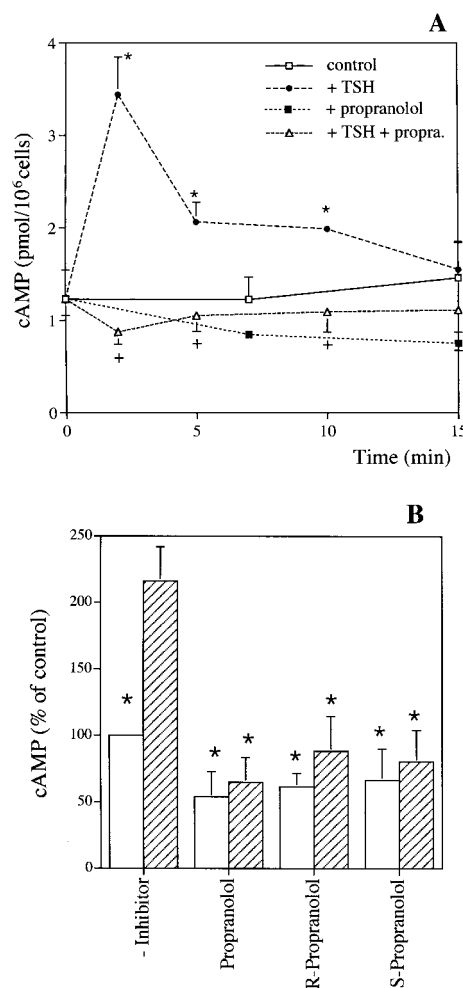 A
4
3
2
1
0
cAMP (pmol/10⁶cells)
control
+ TSH
+ propranolol
+ TSH + propra.
*
*
*
+
+
+
0 5 10 15
Time (min)
B
250
200
150
100
50
0
cAMP (% of control)
*
* *
* *
* *
- Inhibitor
Propranolol
R-Propranolol
S-Propranolol